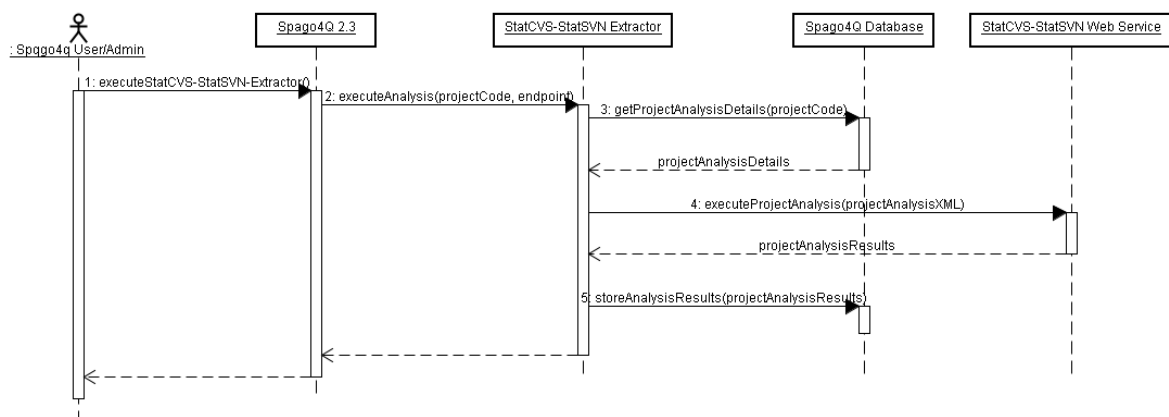 : Spqgo4q User/Admin
Spago4Q 2.3
StatCVS-StatSVN Extractor
Spago4Q Database
StatCVS-StatSVN Web Service
1: executeStatCVS-StatSVN-Extractor()
2: executeAnalysis(projectCode, endpoint)
3: getProjectAnalysisDetails(projectCode)
projectAnalysisDetails
4: executeProjectAnalysis(projectAnalysisXML)
projectAnalysisResults
5: storeAnalysisResults(projectAnalysisResults)